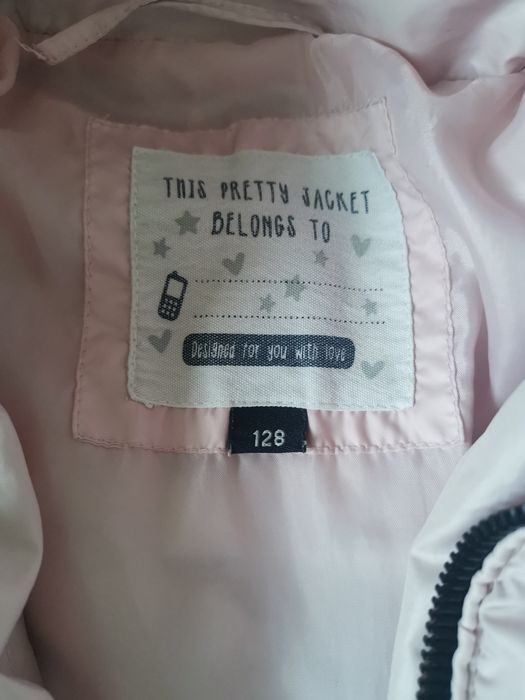 THIS PRETTY JACKET
BELONGS TO
Designed for you with love
128